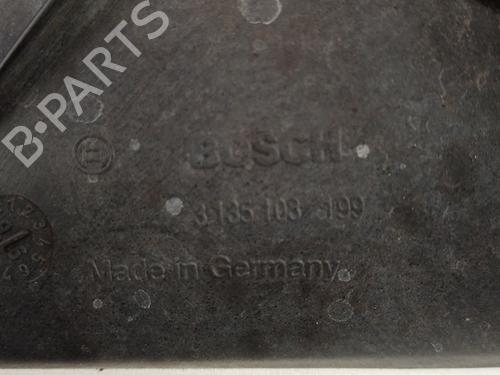 B-PARTS
BOSCH
3 135 103 199
Made in Germany